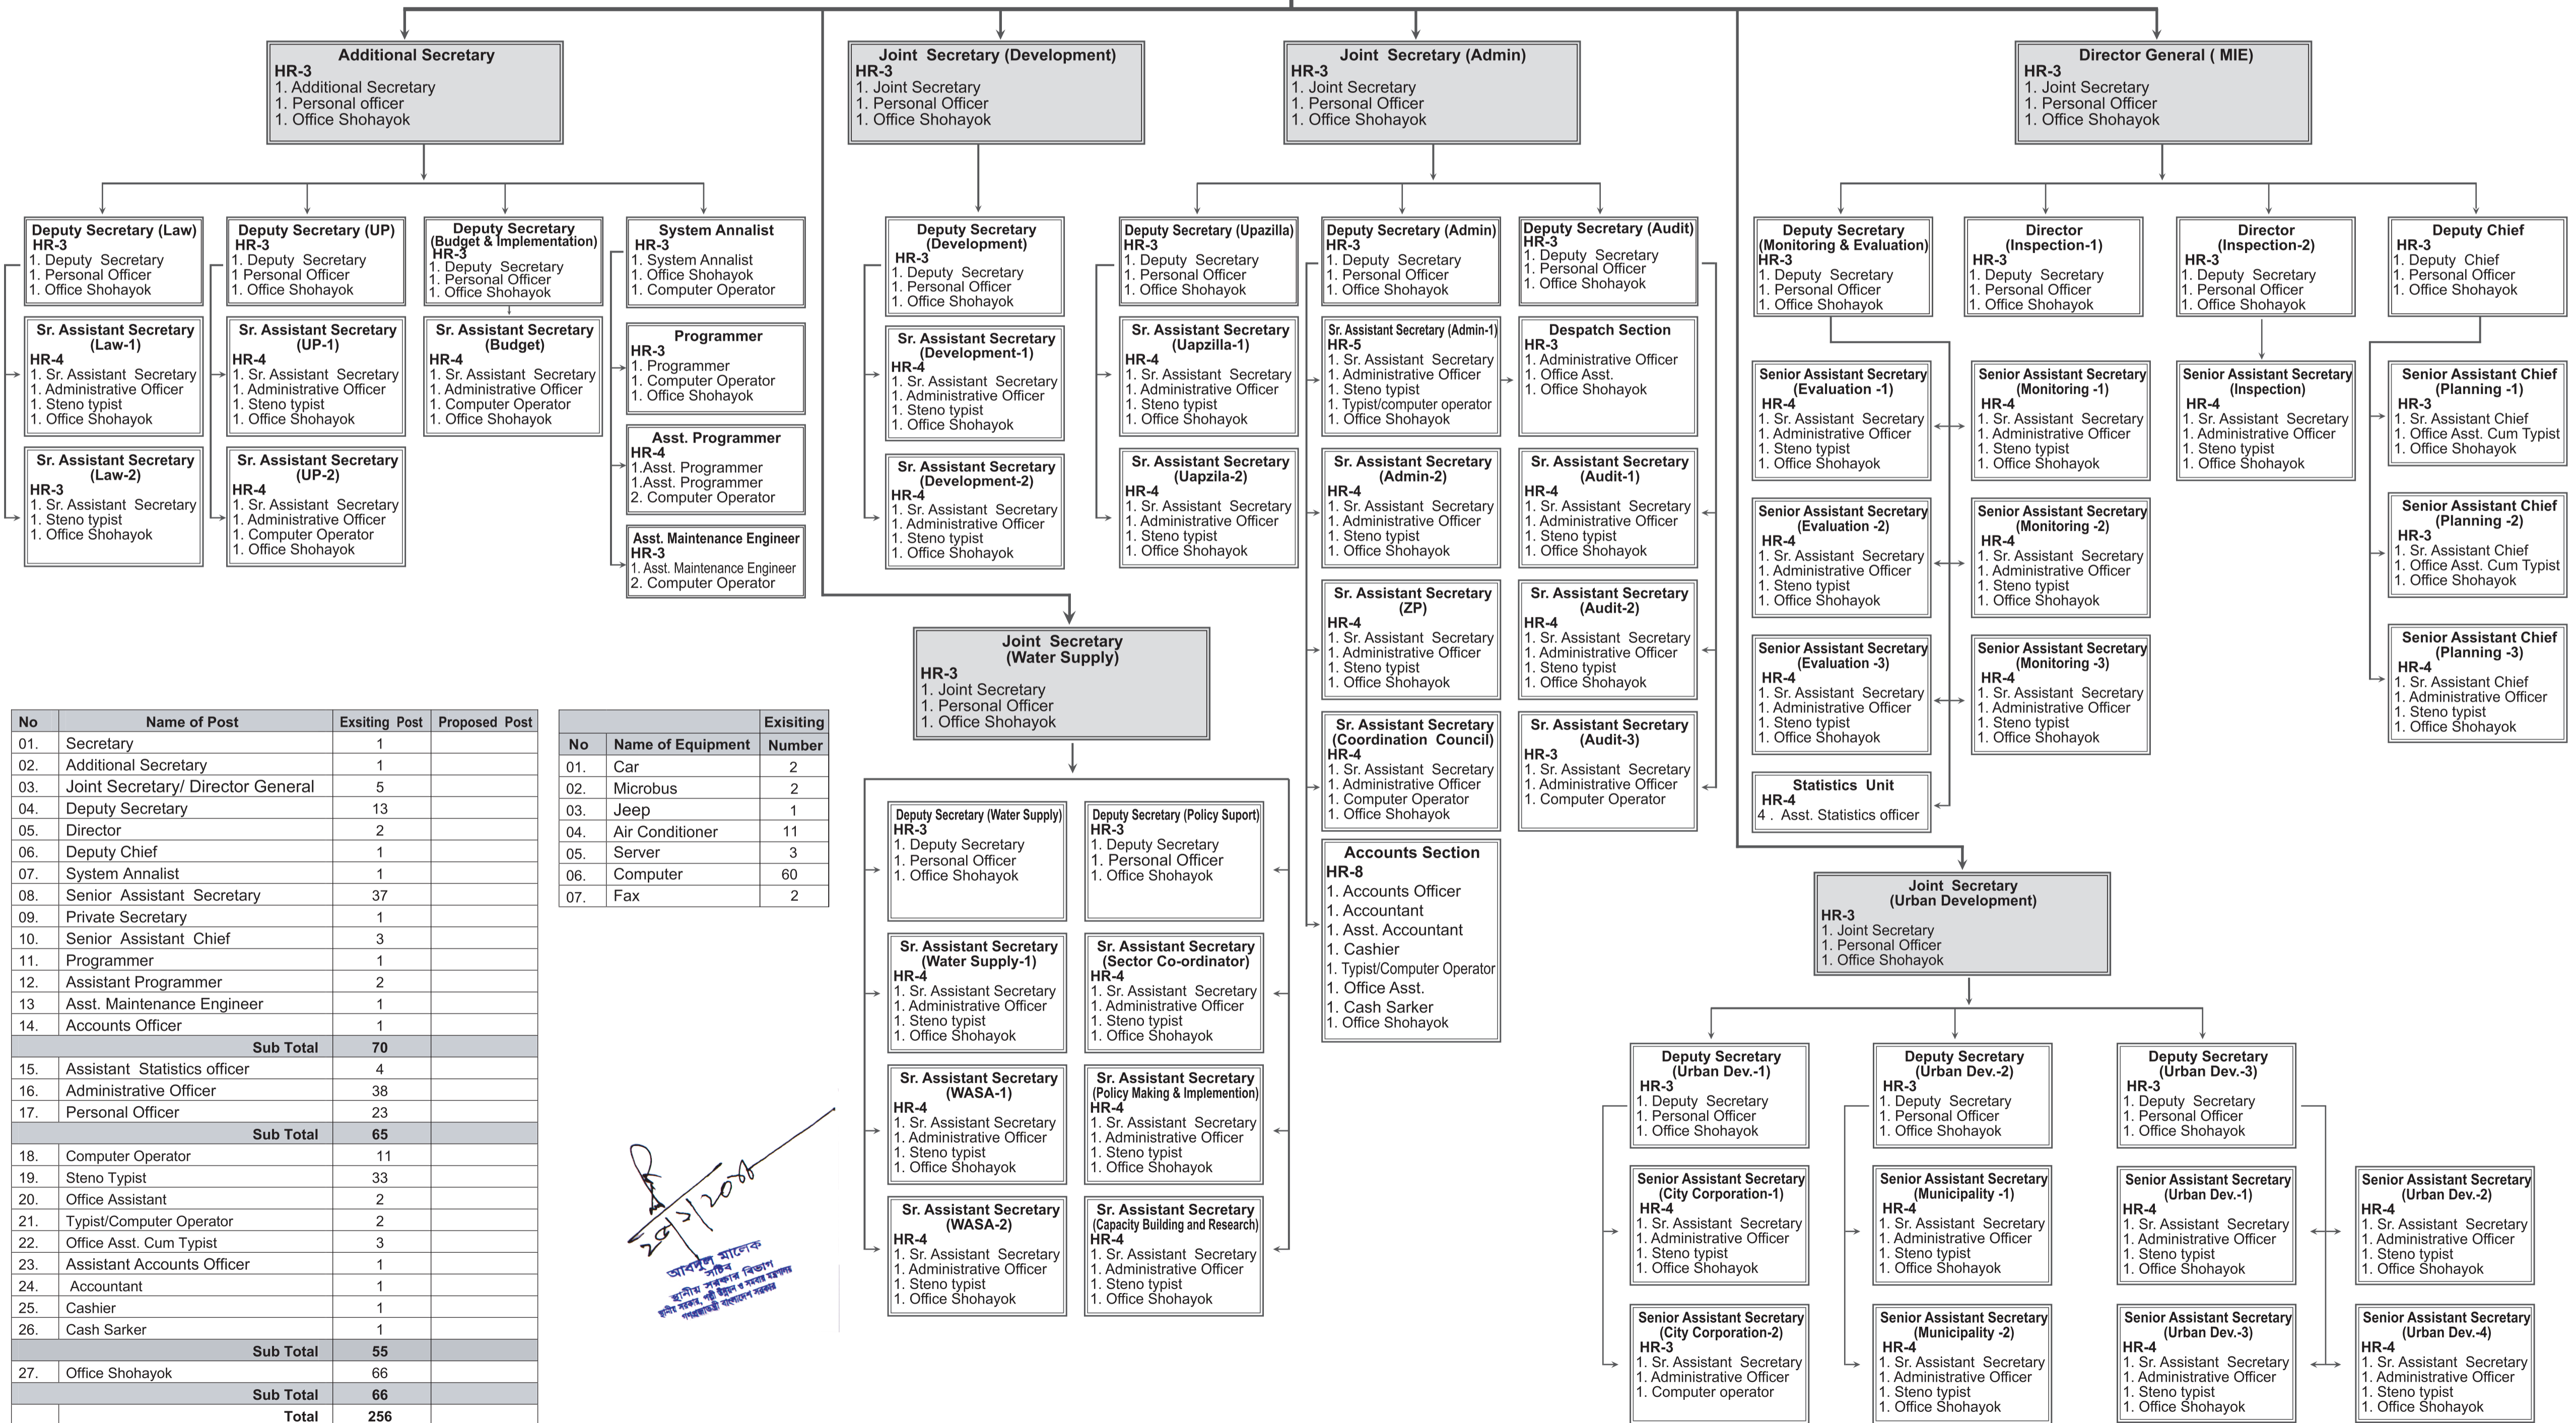 Additional Secretary
HR-3
1. Additional Secretary
1. Personal officer
1. Office Shohayok
Joint Secretary (Development)
HR-3
1. Joint Secretary
1. Personal Officer
1. Office Shohayok
Joint Secretary (Admin)
HR-3
1. Joint Secretary
1. Personal Officer
1. Office Shohayok
Director General ( MIE)
HR-3
1. Joint Secretary
1. Personal Officer
1. Office Shohayok
Deputy Secretary (Law)
HR-3
1. Deputy Secretary
1. Personal Officer
1. Office Shohayok
Sr. Assistant Secretary
(Law-1)
HR-4
1. Sr. Assistant Secretary
1. Administrative Officer
1. Steno typist
1. Office Shohayok
Sr. Assistant Secretary
(Law-2)
HR-3
1. Sr. Assistant Secretary
1. Steno typist
1. Office Shohayok
Deputy Secretary (UP)
HR-3
1. Deputy Secretary
1 Personal Officer
1. Office Shohayok
Sr. Assistant Secretary
(UP-1)
HR-4
1. Sr. Assistant Secretary
1. Administrative Officer
1. Steno typist
1. Office Shohayok
Sr. Assistant Secretary
(UP-2)
HR-4
1. Sr. Assistant Secretary
1. Administrative Officer
1. Computer Operator
1. Office Shohayok
Deputy Secretary
(Budget & Implementation)
HR-3
1. Deputy Secretary
1. Personal Officer
1. Office Shohayok
Sr. Assistant Secretary
(Budget)
HR-4
1. Sr. Assistant Secretary
1. Administrative Officer
1. Computer Operator
1. Office Shohayok
System Annalist
HR-3
1. System Annalist
1. Office Shohayok
1. Computer Operator
Programmer
HR-3
1. Programmer
1. Computer Operator
1. Office Shohayok
Asst. Programmer
HR-4
1.Asst. Programmer
1.Asst. Programmer
2. Computer Operator
Asst. Maintenance Engineer
HR-3
1. Asst. Maintenance Engineer
2. Computer Operator
Deputy Secretary
(Development)
HR-3
1. Deputy Secretary
1. Personal Officer
1. Office Shohayok
Sr. Assistant Secretary
(Development-1)
HR-4
1. Sr. Assistant Secretary
1. Administrative Officer
1. Steno typist
1. Office Shohayok
Sr. Assistant Secretary
(Development-2)
HR-4
1. Sr. Assistant Secretary
1. Administrative Officer
1. Steno typist
1. Office Shohayok
Deputy Secretary (Upazilla)
HR-3
1. Deputy Secretary
1. Personal Officer
1. Office Shohayok
Sr. Assistant Secretary
(Uapzilla-1)
HR-4
1. Sr. Assistant Secretary
1. Administrative Officer
1. Steno typist
1. Office Shohayok
Sr. Assistant Secretary
(Uapzila-2)
HR-4
1. Sr. Assistant Secretary
1. Administrative Officer
1. Steno typist
1. Office Shohayok
Deputy Secretary (Admin)
HR-3
1. Deputy Secretary
1. Personal Officer
1. Office Shohayok
Sr. Assistant Secretary (Admin-1)
HR-5
1. Sr. Assistant Secretary
1. Administrative Officer
1. Steno typist
1. Typist/computer operator
1. Office Shohayok
Sr. Assistant Secretary
(Admin-2)
HR-4
1. Sr. Assistant Secretary
1. Administrative Officer
1. Steno typist
1. Office Shohayok
Sr. Assistant Secretary
(ZP)
HR-4
1. Sr. Assistant Secretary
1. Administrative Officer
1. Steno typist
1. Office Shohayok
Sr. Assistant Secretary
(Coordination Council)
HR-4
1. Sr. Assistant Secretary
1. Administrative Officer
1. Computer Operator
1. Office Shohayok
Accounts Section
HR-8
1. Accounts Officer
1. Accountant
1. Asst. Accountant
1. Cashier
1. Typist/Computer Operator
1. Office Asst.
1. Cash Sarker
1. Office Shohayok
Deputy Secretary (Audit)
HR-3
1. Deputy Secretary
1. Personal Officer
1. Office Shohayok
Despatch Section
HR-3
1. Administrative Officer
1. Office Asst.
1. Office Shohayok
Sr. Assistant Secretary
(Audit-1)
HR-4
1. Sr. Assistant Secretary
1. Administrative Officer
1. Steno typist
1. Office Shohayok
Sr. Assistant Secretary
(Audit-2)
HR-4
1. Sr. Assistant Secretary
1. Administrative Officer
1. Steno typist
1. Office Shohayok
Sr. Assistant Secretary
(Audit-3)
HR-3
1. Sr. Assistant Secretary
1. Administrative Officer
1. Computer Operator
Deputy Secretary
(Monitoring & Evaluation)
HR-3
1. Deputy Secretary
1. Personal Officer
1. Office Shohayok
Director
(Inspection-1)
HR-3
1. Deputy Secretary
1. Personal Officer
1. Office Shohayok
Director
(Inspection-2)
HR-3
1. Deputy Secretary
1. Personal Officer
1. Office Shohayok
Deputy Chief
HR-3
1. Deputy Chief
1. Personal Officer
1. Office Shohayok
Senior Assistant Secretary
(Evaluation -1)
HR-4
1. Sr. Assistant Secretary
1. Administrative Officer
1. Steno typist
1. Office Shohayok
Senior Assistant Secretary
(Monitoring -1)
HR-4
1. Sr. Assistant Secretary
1. Administrative Officer
1. Steno typist
1. Office Shohayok
Senior Assistant Secretary
(Inspection)
HR-4
1. Sr. Assistant Secretary
1. Administrative Officer
1. Steno typist
1. Office Shohayok
Senior Assistant Chief
(Planning -1)
HR-3
1. Sr. Assistant Chief
1. Office Asst. Cum Typist
1. Office Shohayok
Senior Assistant Secretary
(Evaluation -2)
HR-4
1. Sr. Assistant Secretary
1. Administrative Officer
1. Steno typist
1. Office Shohayok
Senior Assistant Secretary
(Monitoring -2)
HR-4
1. Sr. Assistant Secretary
1. Administrative Officer
1. Steno typist
1. Office Shohayok
Senior Assistant Chief
(Planning -2)
HR-3
1. Sr. Assistant Chief
1. Office Asst. Cum Typist
1. Office Shohayok
Senior Assistant Secretary
(Evaluation -3)
HR-4
1. Sr. Assistant Secretary
1. Administrative Officer
1. Steno typist
1. Office Shohayok
Senior Assistant Secretary
(Monitoring -3)
HR-4
1. Sr. Assistant Secretary
1. Administrative Officer
1. Steno typist
1. Office Shohayok
Senior Assistant Chief
(Planning -3)
HR-4
1. Sr. Assistant Chief
1. Administrative Officer
1. Steno typist
1. Office Shohayok
Statistics Unit
HR-4
4 . Asst. Statistics officer
Joint Secretary
(Water Supply)
HR-3
1. Joint Secretary
1. Personal Officer
1. Office Shohayok
Deputy Secretary (Water Supply)
HR-3
1. Deputy Secretary
1. Personal Officer
1. Office Shohayok
Deputy Secretary (Policy Suport)
HR-3
1. Deputy Secretary
1. Personal Officer
1. Office Shohayok
Sr. Assistant Secretary
(Water Supply-1)
HR-4
1. Sr. Assistant Secretary
1. Administrative Officer
1. Steno typist
1. Office Shohayok
Sr. Assistant Secretary
(Sector Co-ordinator)
HR-4
1. Sr. Assistant Secretary
1. Administrative Officer
1. Steno typist
1. Office Shohayok
Sr. Assistant Secretary
(WASA-1)
HR-4
1. Sr. Assistant Secretary
1. Administrative Officer
1. Steno typist
1. Office Shohayok
Sr. Assistant Secretary
(Policy Making & Implemention)
HR-4
1. Sr. Assistant Secretary
1. Administrative Officer
1. Steno typist
1. Office Shohayok
Sr. Assistant Secretary
(WASA-2)
HR-4
1. Sr. Assistant Secretary
1. Administrative Officer
1. Steno typist
1. Office Shohayok
Sr. Assistant Secretary
(Capacity Building and Research)
HR-4
1. Sr. Assistant Secretary
1. Administrative Officer
1. Steno typist
1. Office Shohayok
Joint Secretary
(Urban Development)
HR-3
1. Joint Secretary
1. Personal Officer
1. Office Shohayok
Deputy Secretary
(Urban Dev.-1)
HR-3
1. Deputy Secretary
1. Personal Officer
1. Office Shohayok
Deputy Secretary
(Urban Dev.-2)
HR-3
1. Deputy Secretary
1. Personal Officer
1. Office Shohayok
Deputy Secretary
(Urban Dev.-3)
HR-3
1. Deputy Secretary
1. Personal Officer
1. Office Shohayok
Senior Assistant Secretary
(City Corporation-1)
HR-4
1. Sr. Assistant Secretary
1. Administrative Officer
1. Steno typist
1. Office Shohayok
Senior Assistant Secretary
(Municipality -1)
HR-4
1. Sr. Assistant Secretary
1. Administrative Officer
1. Steno typist
1. Office Shohayok
Senior Assistant Secretary
(Urban Dev.-1)
HR-4
1. Sr. Assistant Secretary
1. Administrative Officer
1. Steno typist
1. Office Shohayok
Senior Assistant Secretary
(Urban Dev.-2)
HR-4
1. Sr. Assistant Secretary
1. Administrative Officer
1. Steno typist
1. Office Shohayok
Senior Assistant Secretary
(City Corporation-2)
HR-3
1. Sr. Assistant Secretary
1. Administrative Officer
1. Computer operator
Senior Assistant Secretary
(Municipality -2)
HR-4
1. Sr. Assistant Secretary
1. Administrative Officer
1. Steno typist
1. Office Shohayok
Senior Assistant Secretary
(Urban Dev.-3)
HR-4
1. Sr. Assistant Secretary
1. Administrative Officer
1. Steno typist
1. Office Shohayok
Senior Assistant Secretary
(Urban Dev.-4)
HR-4
1. Sr. Assistant Secretary
1. Administrative Officer
1. Steno typist
1. Office Shohayok
No Name of Post Exsiting Post Proposed Post
01. Secretary 1
02. Additional Secretary 1
03. Joint Secretary/ Director General 5
04. Deputy Secretary 13
05. Director 2
06. Deputy Chief 1
07. System Annalist 1
08. Senior Assistant Secretary 37
09. Private Secretary 1
10. Senior Assistant Chief 3
11. Programmer 1
12. Assistant Programmer 2
13 Asst. Maintenance Engineer 1
14. Accounts Officer 1
Sub Total 70
15. Assistant Statistics officer 4
16. Administrative Officer 38
17. Personal Officer 23
Sub Total 65
18. Computer Operator 11
19. Steno Typist 33
20. Office Assistant 2
21. Typist/Computer Operator 2
22. Office Asst. Cum Typist 3
23. Assistant Accounts Officer 1
24. Accountant 1
25. Cashier 1
26. Cash Sarker 1
Sub Total 55
27. Office Shohayok 66
Sub Total 66
Total 256
Exisiting
No Name of Equipment Number
01. Car 2
02. Microbus 2
03. Jeep 1
04. Air Conditioner 11
05. Server 3
06. Computer 60
07. Fax 2
আবদুল মালেক
সচিব
স্থানীয় সরকার বিভাগ
স্থানীয় সরকার, পল্লী উন্নয়ন ও সমবায় মন্ত্রণালয়
গণপ্রজাতন্ত্রী বাংলাদেশ সরকার